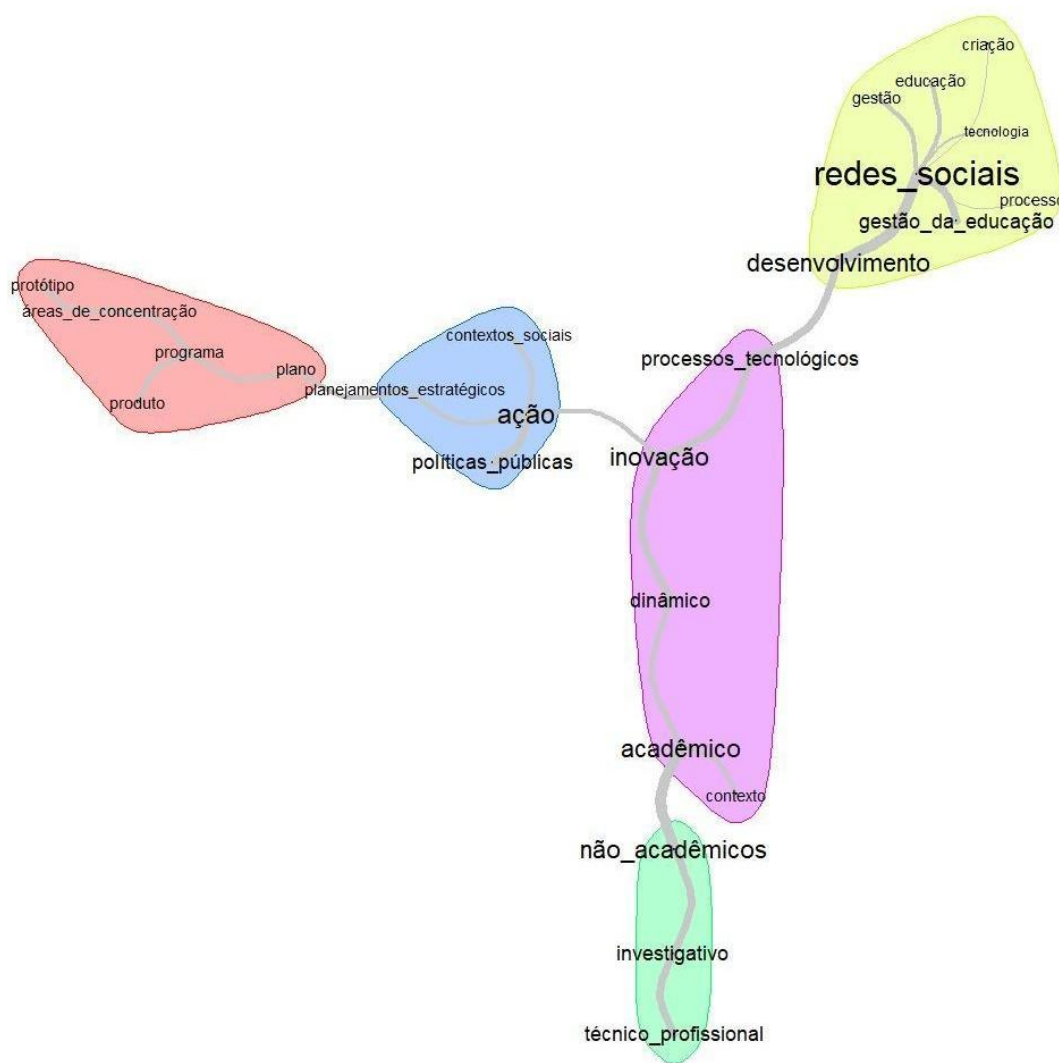 criação
educação
gestão
tecnologia
redes_sociais
processo
gestão_da_educação
desenvolvimento
protótipo
áreas_de_concentração
programa
plano
produto
contextos_sociais
planejamentos_estratégicos
ação
políticas_públicas
processos_tecnológicos
inovação
dinâmico
acadêmico
contexto
não_acadêmicos
investigativo
técnico_profissional